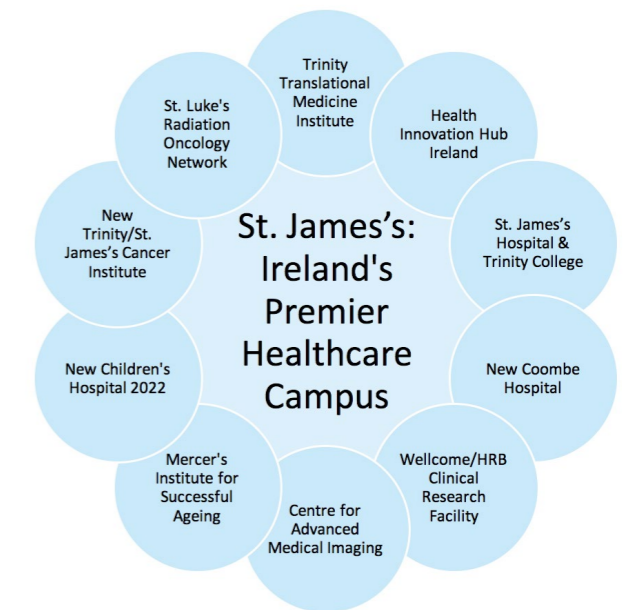 Trinity
Translational
Medicine
Institute
Health
Innovation Hub
Ireland
St. James’s
Hospital &
Trinity College
New Coombe
Hospital
Wellcome/HRB
Clinical
Research
Facility
Centre for
Advanced
Medical Imaging
Mercer's
Institute for
Successful
Ageing
New Children's
Hospital 2022
New
Trinity/St.
James’s Cancer
Institute
St. Luke's
Radiation
Oncology
Network
St. James’s:
Ireland's
Premier
Healthcare
Campus